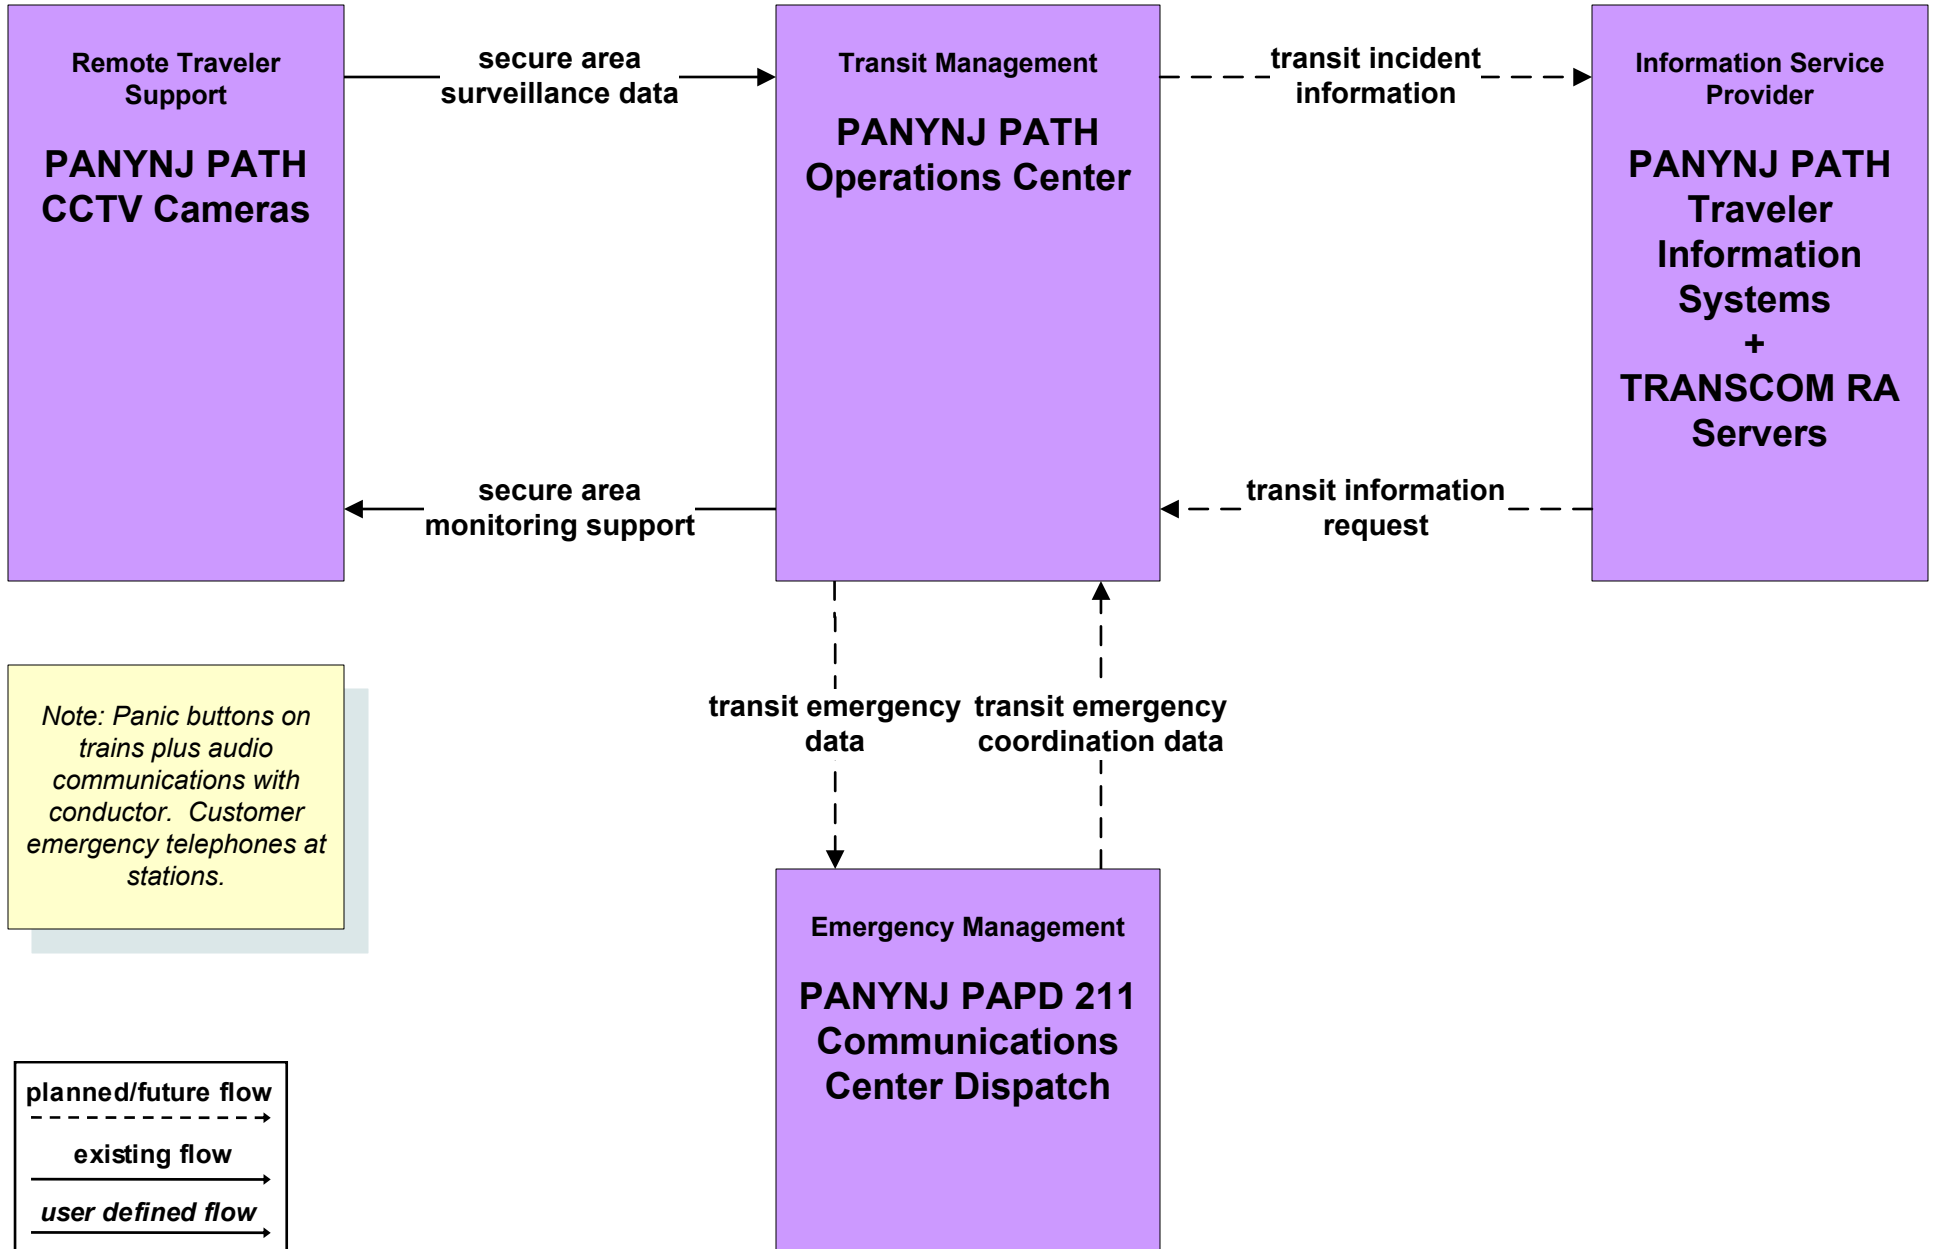 Remote Traveler
Support
PANYNJ PATH
CCTV Cameras
secure area
surveillance data
Transit Management
PANYNJ PATH
Operations Center
transit incident
information
Information Service
Provider
PANYNJ PATH
Traveler
Information
Systems
+
TRANSCOM RA
Servers
secure area
monitoring support
transit information
request
Note: Panic buttons on
trains plus audio
communications with
conductor.  Customer
emergency telephones at
stations.
transit emergency
data
transit emergency
coordination data
Emergency Management
PANYNJ PAPD 211
Communications
Center Dispatch
planned/future flow
existing flow
user defined flow